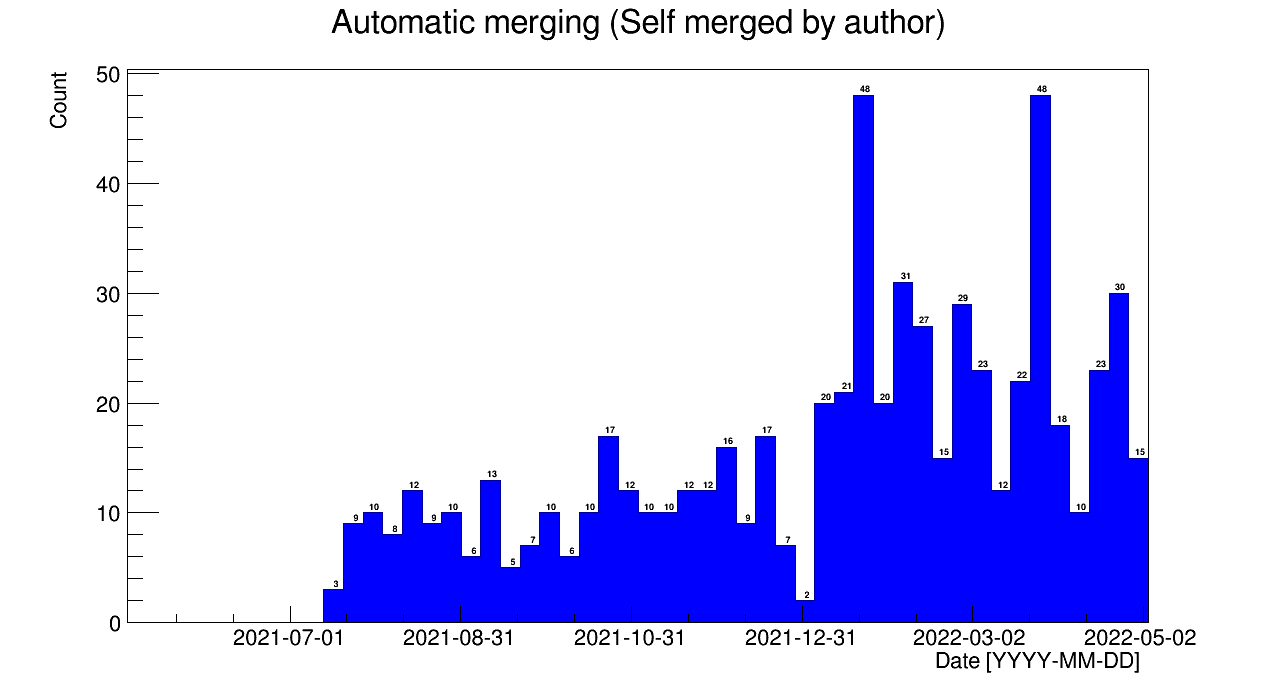 Automatic merging (Self merged by author)
Count
50
40
30
20
10
0
3 9 10 8 12 9 10 6 13 5 7 10 6 10 17 12 10 10 12 12 16 9 17 7 2 20 21 48 20 31 27 15 29 23 12 22 48 18 10 23 30 15
2021-07-01 2021-08-31 2021-10-31 2021-12-31 2022-03-02 2022-05-02
Date [YYYY-MM-DD]